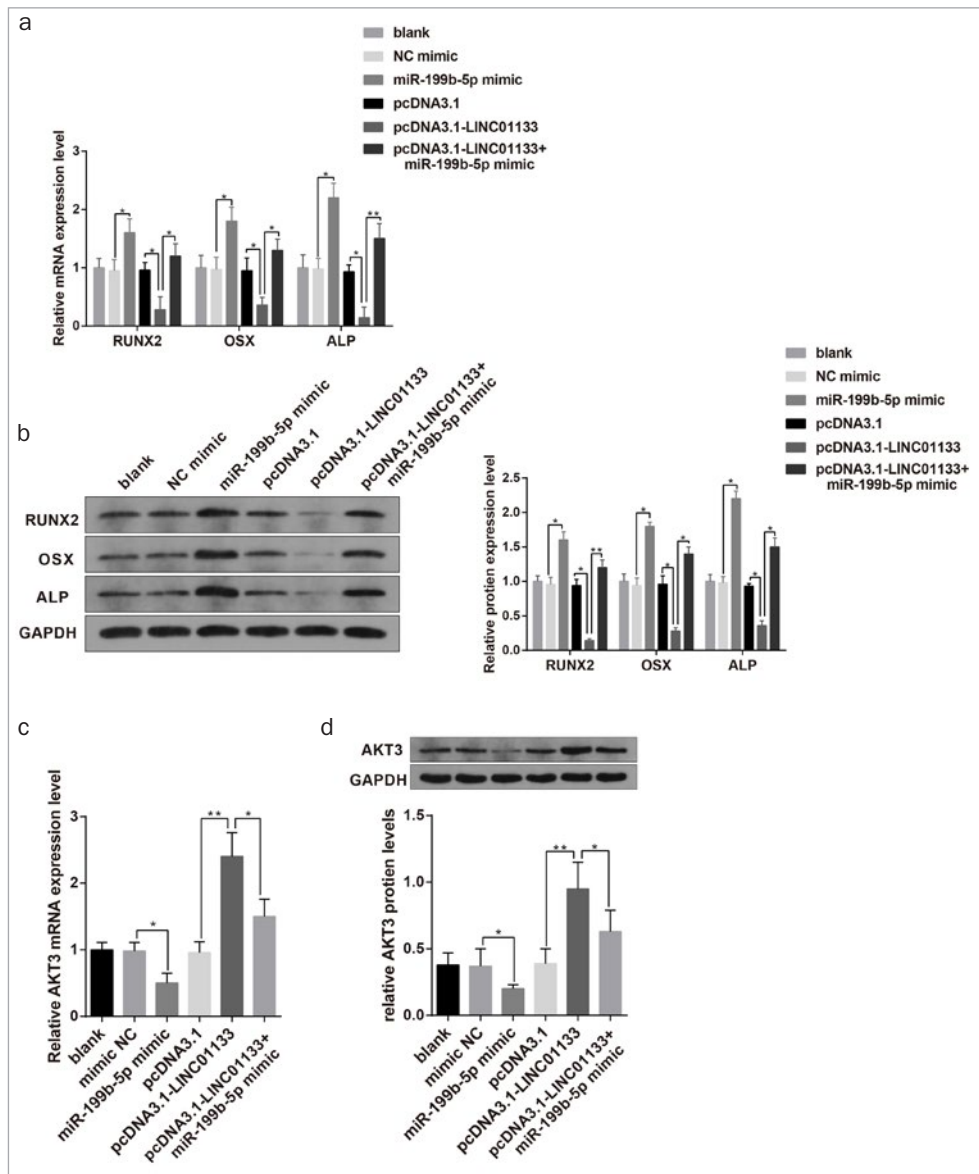 a
blank
NC mimic
miR-199b-5p mimic
pcDNA3.1
pcDNA3.1-LINC01133
pcDNA3.1-LINC01133+
miR-199b-5p mimic
Relative mRNA expression level
3
2
1
0
*
*
*
*
*
*
*
*
**
RUNX2
OSX
ALP
b
blank
NC mimic
miR-199b-5p mimic
pcDNA3.1
pcDNA3.1-LINC01133
pcDNA3.1-LINC01133+
miR-199b-5p mimic
RUNX2
OSX
ALP
GAPDH
blank
NC mimic
miR-199b-5p mimic
pcDNA3.1
pcDNA3.1-LINC01133
pcDNA3.1-LINC01133+
miR-199b-5p mimic
Relative protien expression level
2.5
2.0
1.5
1.0
0.5
0.0
*
*
**
*
*
*
*
*
*
RUNX2
OSX
ALP
c
Relative AKT3 mRNA expression level
3
2
1
0
*
**
*
blank
mimic NC
miR-199b-5p mimic
pcDNA3.1
pcDNA3.1-LINC01133
pcDNA3.1-LINC01133+
miR-199b-5p mimic
d
AKT3
GAPDH
relative AKT3 protien levels
1.5
1.0
0.5
0.0
*
**
*
blank
mimic NC
miR-199b-5p mimic
pcDNA3.1
pcDNA3.1-LINC01133
pcDNA3.1-LINC01133+
miR-199b-5p mimic